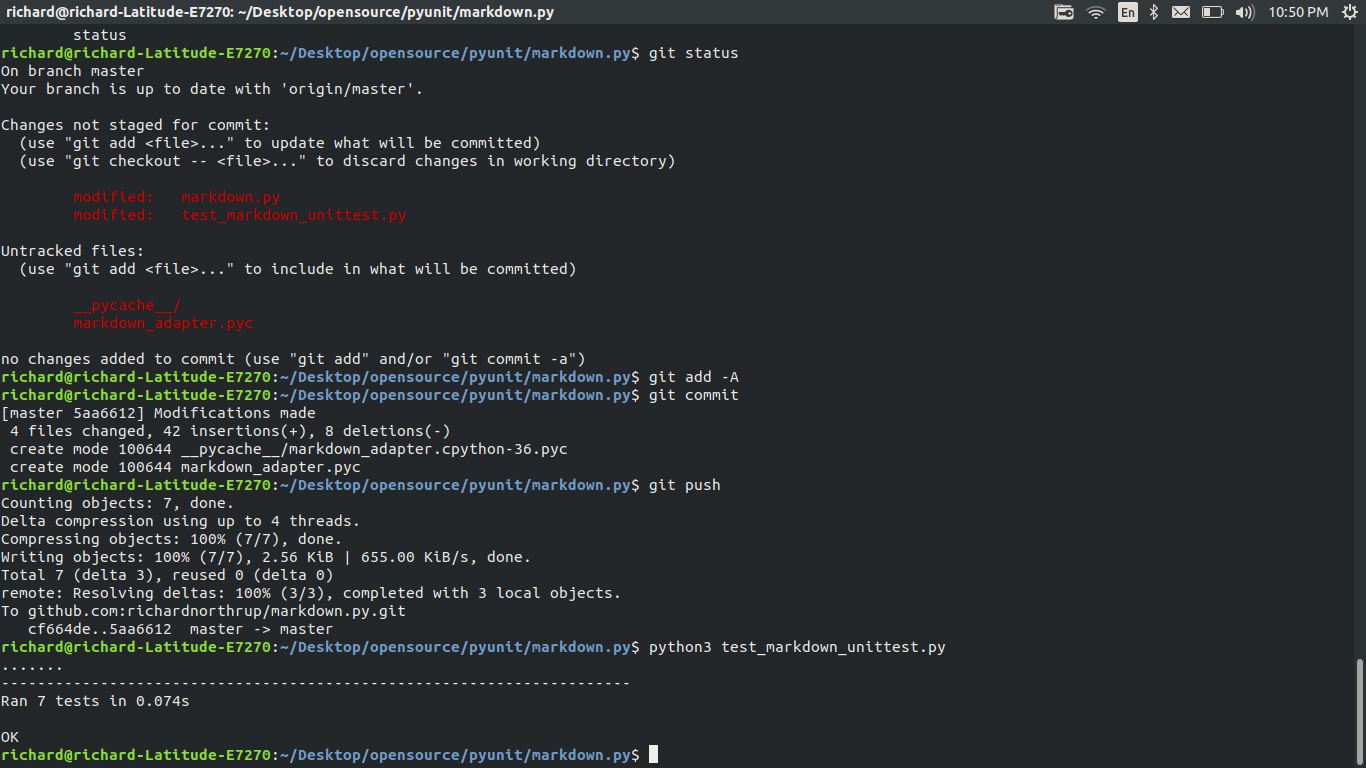 richard@richard-Latitude-E7270: ~/Desktop/opensource/pyunit/markdown.py
En
10:50 PM
        status
richard@richard-Latitude-E7270:~/Desktop/opensource/pyunit/markdown.py$ git status
On branch master
Your branch is up to date with 'origin/master'.

Changes not staged for commit:
  (use "git add <file>..." to update what will be committed)
  (use "git checkout -- <file>..." to discard changes in working directory)

        modified:   markdown.py
        modified:   test_markdown_unittest.py

Untracked files:
  (use "git add <file>..." to include in what will be committed)

        __pycache__/
        markdown_adapter.pyc

no changes added to commit (use "git add" and/or "git commit -a")
richard@richard-Latitude-E7270:~/Desktop/opensource/pyunit/markdown.py$ git add -A
richard@richard-Latitude-E7270:~/Desktop/opensource/pyunit/markdown.py$ git commit
[master 5aa6612] Modifications made
 4 files changed, 42 insertions(+), 8 deletions(-)
 create mode 100644 __pycache__/markdown_adapter.cpython-36.pyc
 create mode 100644 markdown_adapter.pyc
richard@richard-Latitude-E7270:~/Desktop/opensource/pyunit/markdown.py$ git push
Counting objects: 7, done.
Delta compression using up to 4 threads.
Compressing objects: 100% (7/7), done.
Writing objects: 100% (7/7), 2.56 KiB | 655.00 KiB/s, done.
Total 7 (delta 3), reused 0 (delta 0)
remote: Resolving deltas: 100% (3/3), completed with 3 local objects.
To github.com:richardnorthrup/markdown.py.git
   cf664de..5aa6612  master -> master
richard@richard-Latitude-E7270:~/Desktop/opensource/pyunit/markdown.py$ python3 test_markdown_unittest.py
.......
----------------------------------------------------------------------
Ran 7 tests in 0.074s

OK
richard@richard-Latitude-E7270:~/Desktop/opensource/pyunit/markdown.py$